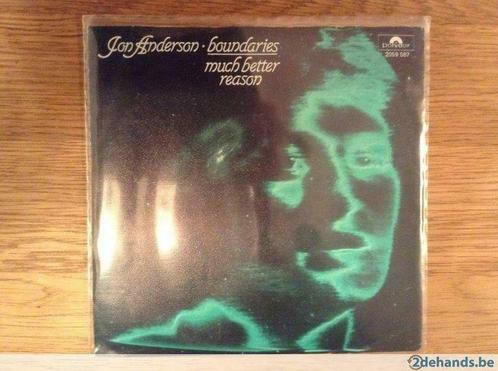 Jon Anderson · boundaries
much better
reason
Polydor
2059 587
2dehands.be